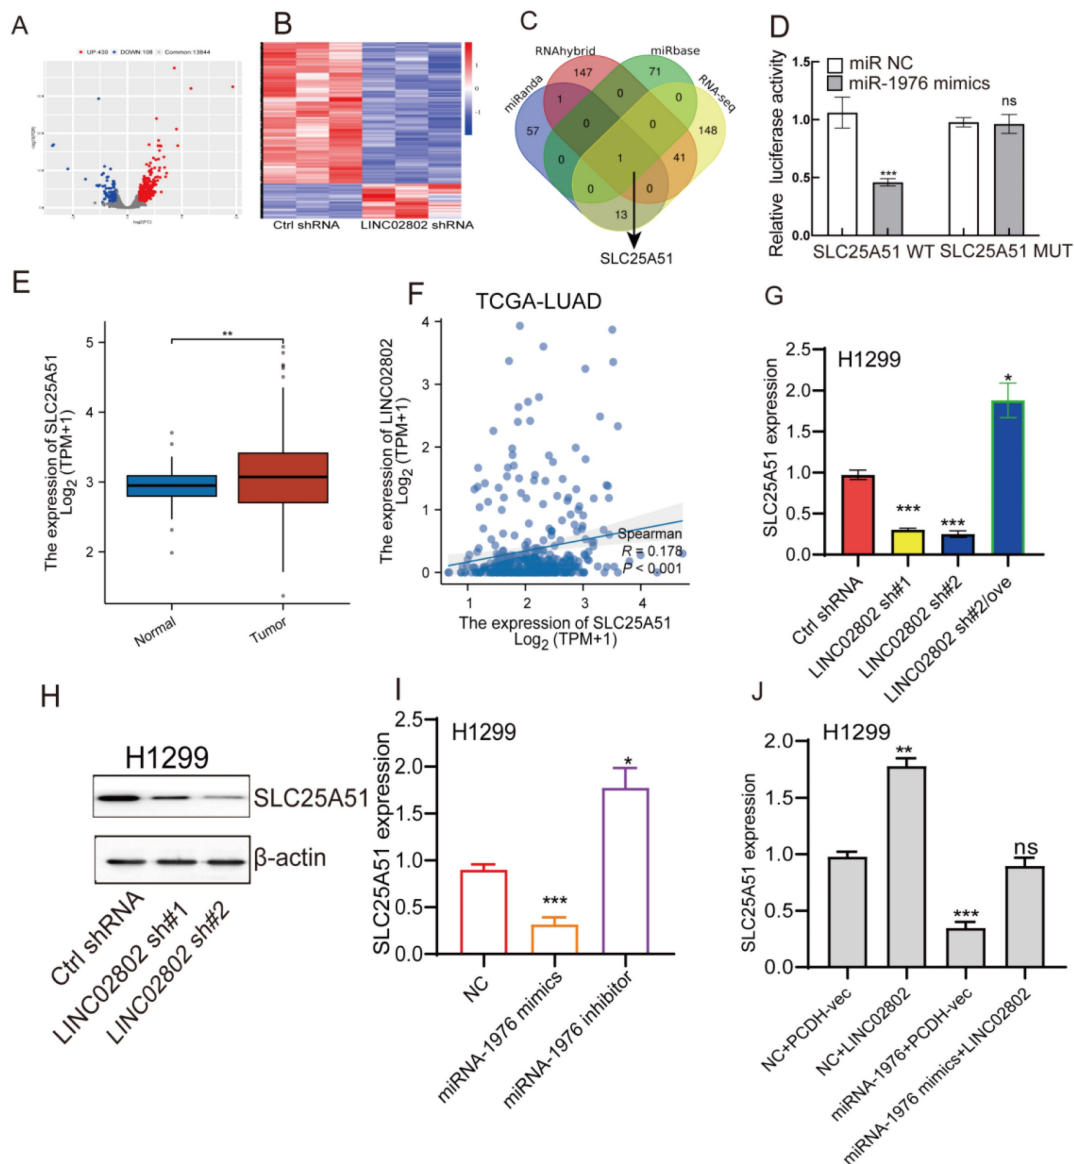 A
UP:430 DOWN:108 Common:13844
log2(FC)
B
1
0
-1
Ctrl shRNA LINC02802 shRNA
C
RNAhybrid miRbase
miRanda RNA-seq
147 71
1 0 0
57 0 0 148
0 1 41
0 0
13
SLC25A51
D
miR NC
miR-1976 mimics
Relative luciferase activity
1.5
1.0
0.5
0.0
***
ns
SLC25A51 WT SLC25A51 MUT
E
The expression of SLC25A51
Log2 (TPM+1)
5
4
3
2
**
Normal
Tumor
F
TCGA-LUAD
The expression of LINC02802
Log2 (TPM+1)
4
3
2
1
0
Spearman
R = 0.178
P < 0.001
1 2 3 4
The expression of SLC25A51
Log2 (TPM+1)
G
H1299
SLC25A51 expression
2.5
2.0
1.5
1.0
0.5
0.0
***
***
*
Ctrl shRNA
LINC02802 sh#1
LINC02802 sh#2
LINC02802 sh#2/ove
H
H1299
SLC25A51
β-actin
Ctrl shRNA
LINC02802 sh#1
LINC02802 sh#2
I
H1299
SLC25A51 expression
2.5
2.0
1.5
1.0
0.5
0.0
***
*
NC
miRNA-1976 mimics
miRNA-1976 inhibitor
J
H1299
SLC25A51 expression
2.0
1.5
1.0
0.5
0.0
**
***
ns
NC+PCDH-vec
NC+LINC02802
miRNA-1976+PCDH-vec
miRNA-1976 mimics+LINC02802